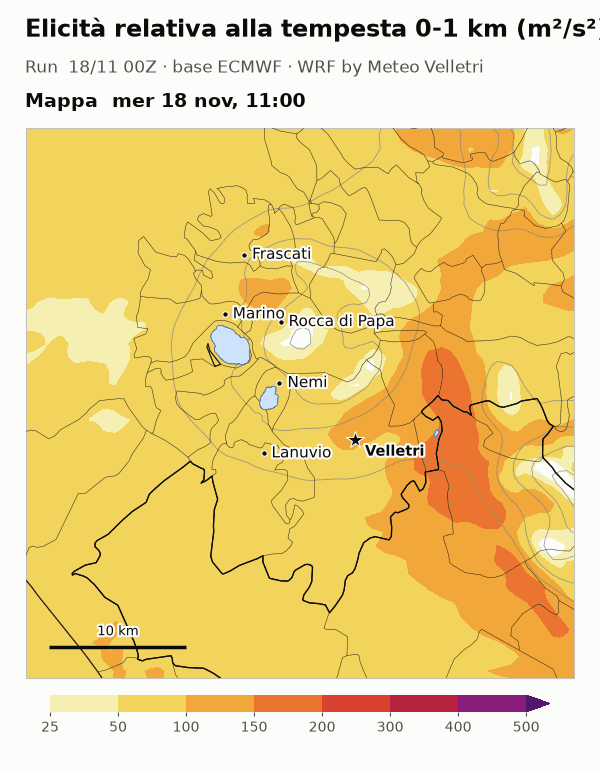 Elicità relativa alla tempesta 0-1 km (m²/s²)
Run  18/11 00Z · base ECMWF · WRF by Meteo Velletri
Mappa  mer 18 nov, 11:00
Frascati
Marino
Rocca di Papa
Nemi
Velletri
Lanuvio
10 km
25 50 100 150 200 300 400 500